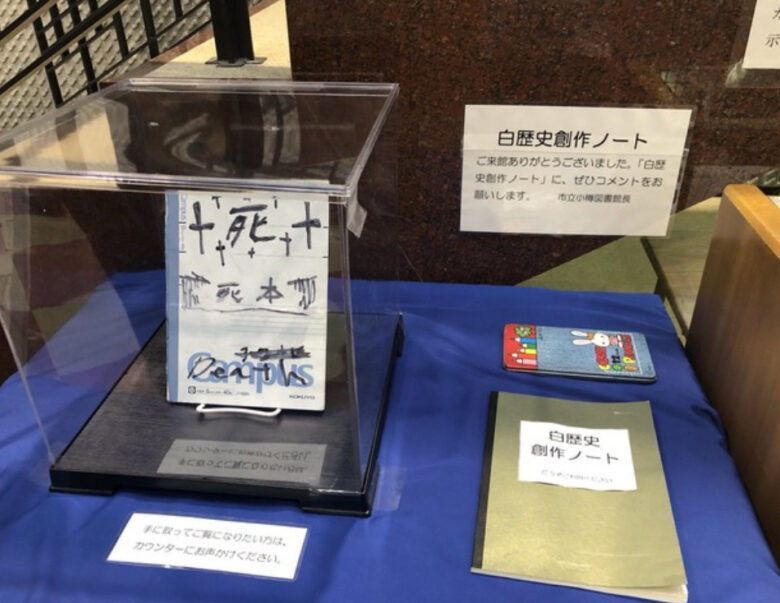 示
白歴史創作ノート
ご来館ありがとうございました。「白歴
史創作ノート」に、ぜひコメントをお
願いします。 市立小樽図書館長
Campus
死
死本
Death
Campus
KOKUYO
白歴史
創作ノート
手に取ってご覧になりたい方は、
カウンターにお声かけください。